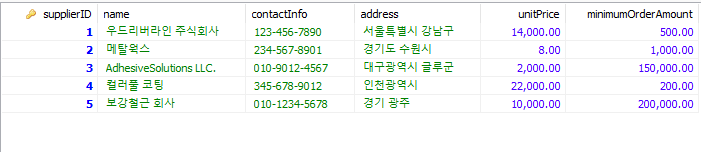 supplierID name contactInfo address unitPrice minimumOrderAmount
1 우드리버라인 주식회사 123-456-7890 서울특별시 강남구 14,000.00 500.00
2 메탈웍스 234-567-8901 경기도 수원시 8.00 1,000.00
3 AdhesiveSolutions LLC. 010-9012-4567 대구광역시 글루군 2,000.00 150,000.00
4 컬러풀 코팅 345-678-9012 인천광역시 22,000.00 200.00
5 보강철근 회사 010-1234-5678 경기 광주 10,000.00 200,000.00